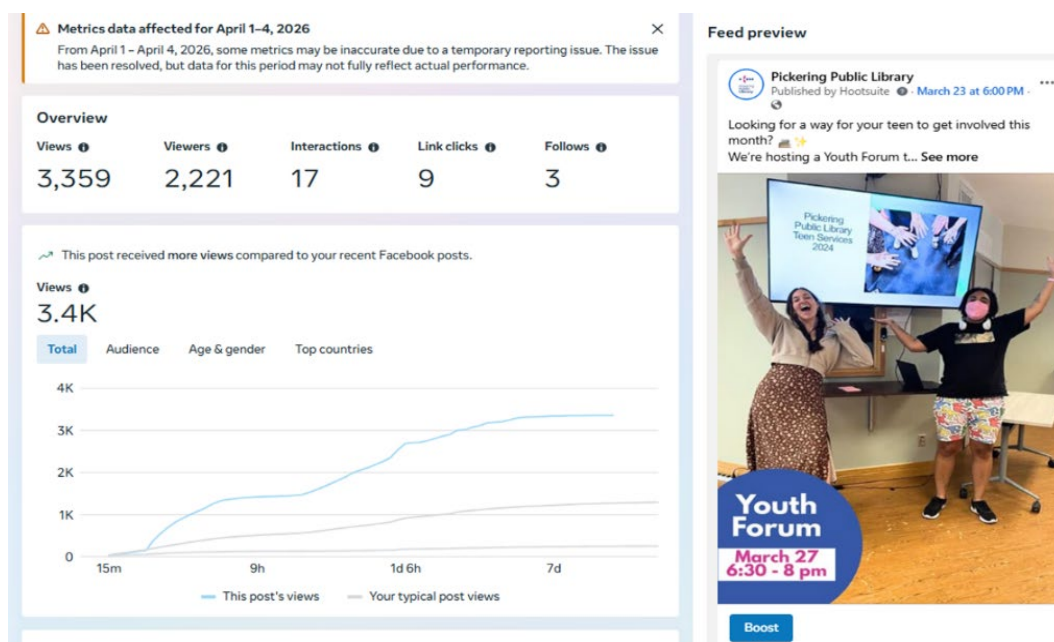 Metrics data affected for April 1–4, 2026
From April 1 – April 4, 2026, some metrics may be inaccurate due to a temporary reporting issue. The issue
has been resolved, but data for this period may not fully reflect actual performance.
Overview
Views
Viewers
Interactions
Link clicks
Follows
3,359
2,221
17
9
3
This post received more views compared to your recent Facebook posts.
Views
3.4K
Total
Audience
Age & gender
Top countries
4K
3K
2K
1K
0
15m
9h
1d 6h
7d
This post's views
Your typical post views
Feed preview
Pickering Public Library
Published by Hootsuite · March 23 at 6:00 PM ·
Looking for a way for your teen to get involved this
month?
We're hosting a Youth Forum t... See more
Pickering
Public Library
Teen Services
2024
Youth
Forum
March 27
6:30 - 8 pm
Boost